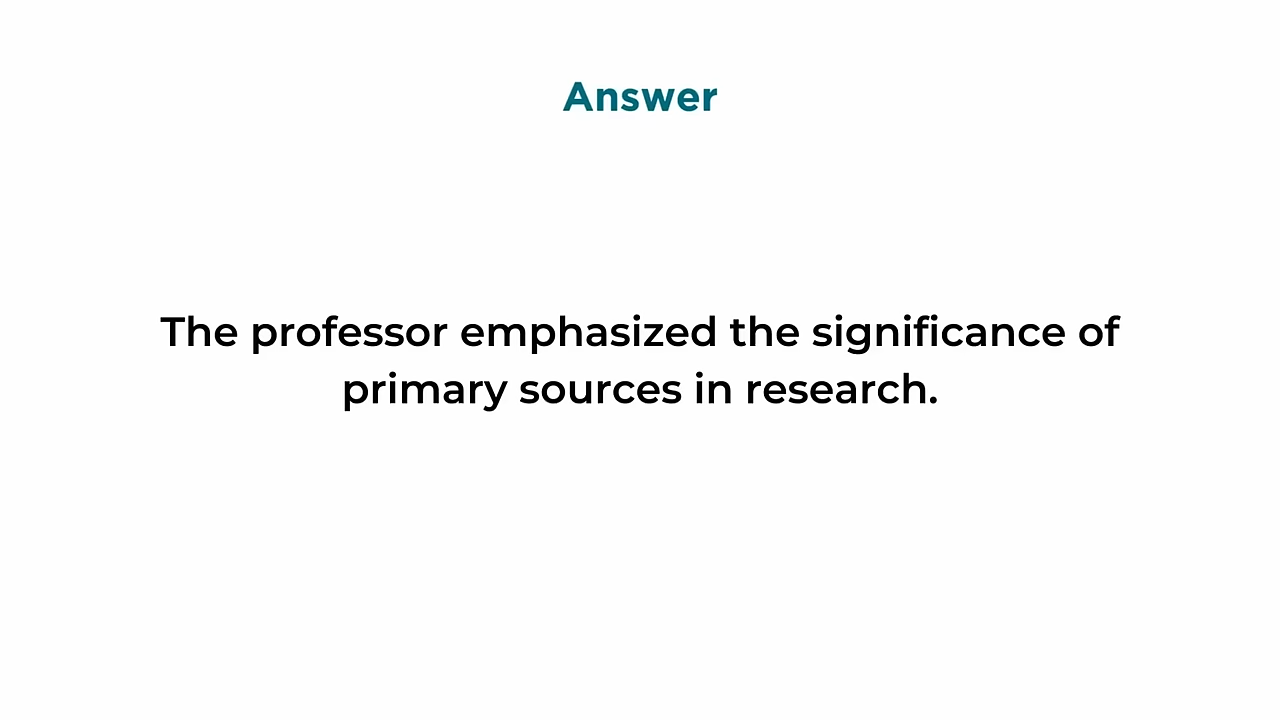 Answer
The professor emphasized the significance of
primary sources in research.